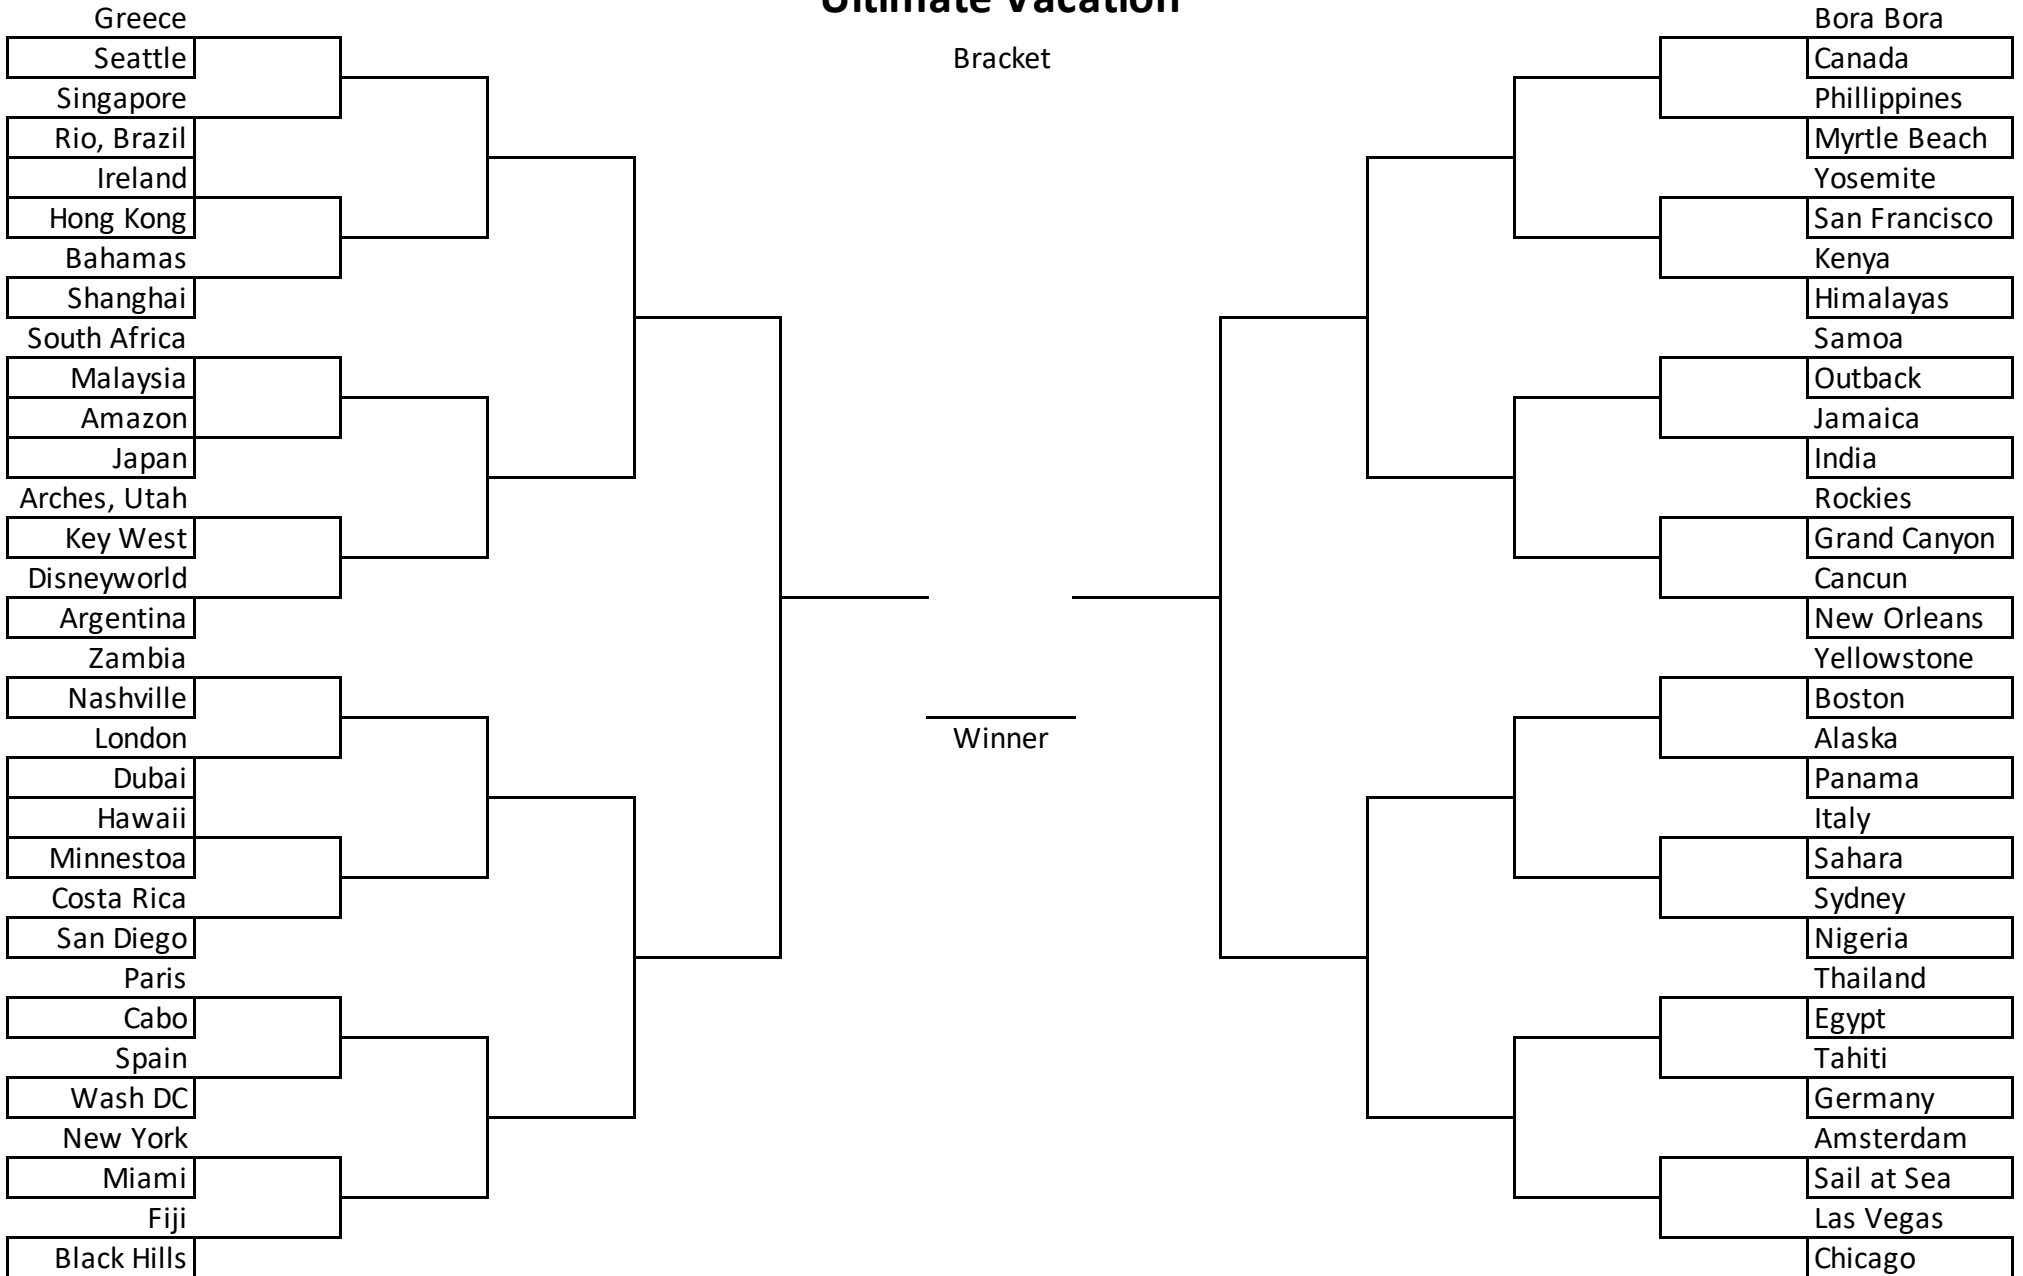 Ultimate Vacation
Bracket
Greece
Seattle
Singapore
Rio, Brazil
Ireland
Hong Kong
Bahamas
Shanghai
South Africa
Malaysia
Amazon
Japan
Arches, Utah
Key West
Disneyworld
Argentina
Zambia
Nashville
London
Dubai
Hawaii
Minnestoa
Costa Rica
San Diego
Paris
Cabo
Spain
Wash DC
New York
Miami
Fiji
Black Hills
Winner
Bora Bora
Canada
Phillippines
Myrtle Beach
Yosemite
San Francisco
Kenya
Himalayas
Samoa
Outback
Jamaica
India
Rockies
Grand Canyon
Cancun
New Orleans
Yellowstone
Boston
Alaska
Panama
Italy
Sahara
Sydney
Nigeria
Thailand
Egypt
Tahiti
Germany
Amsterdam
Sail at Sea
Las Vegas
Chicago